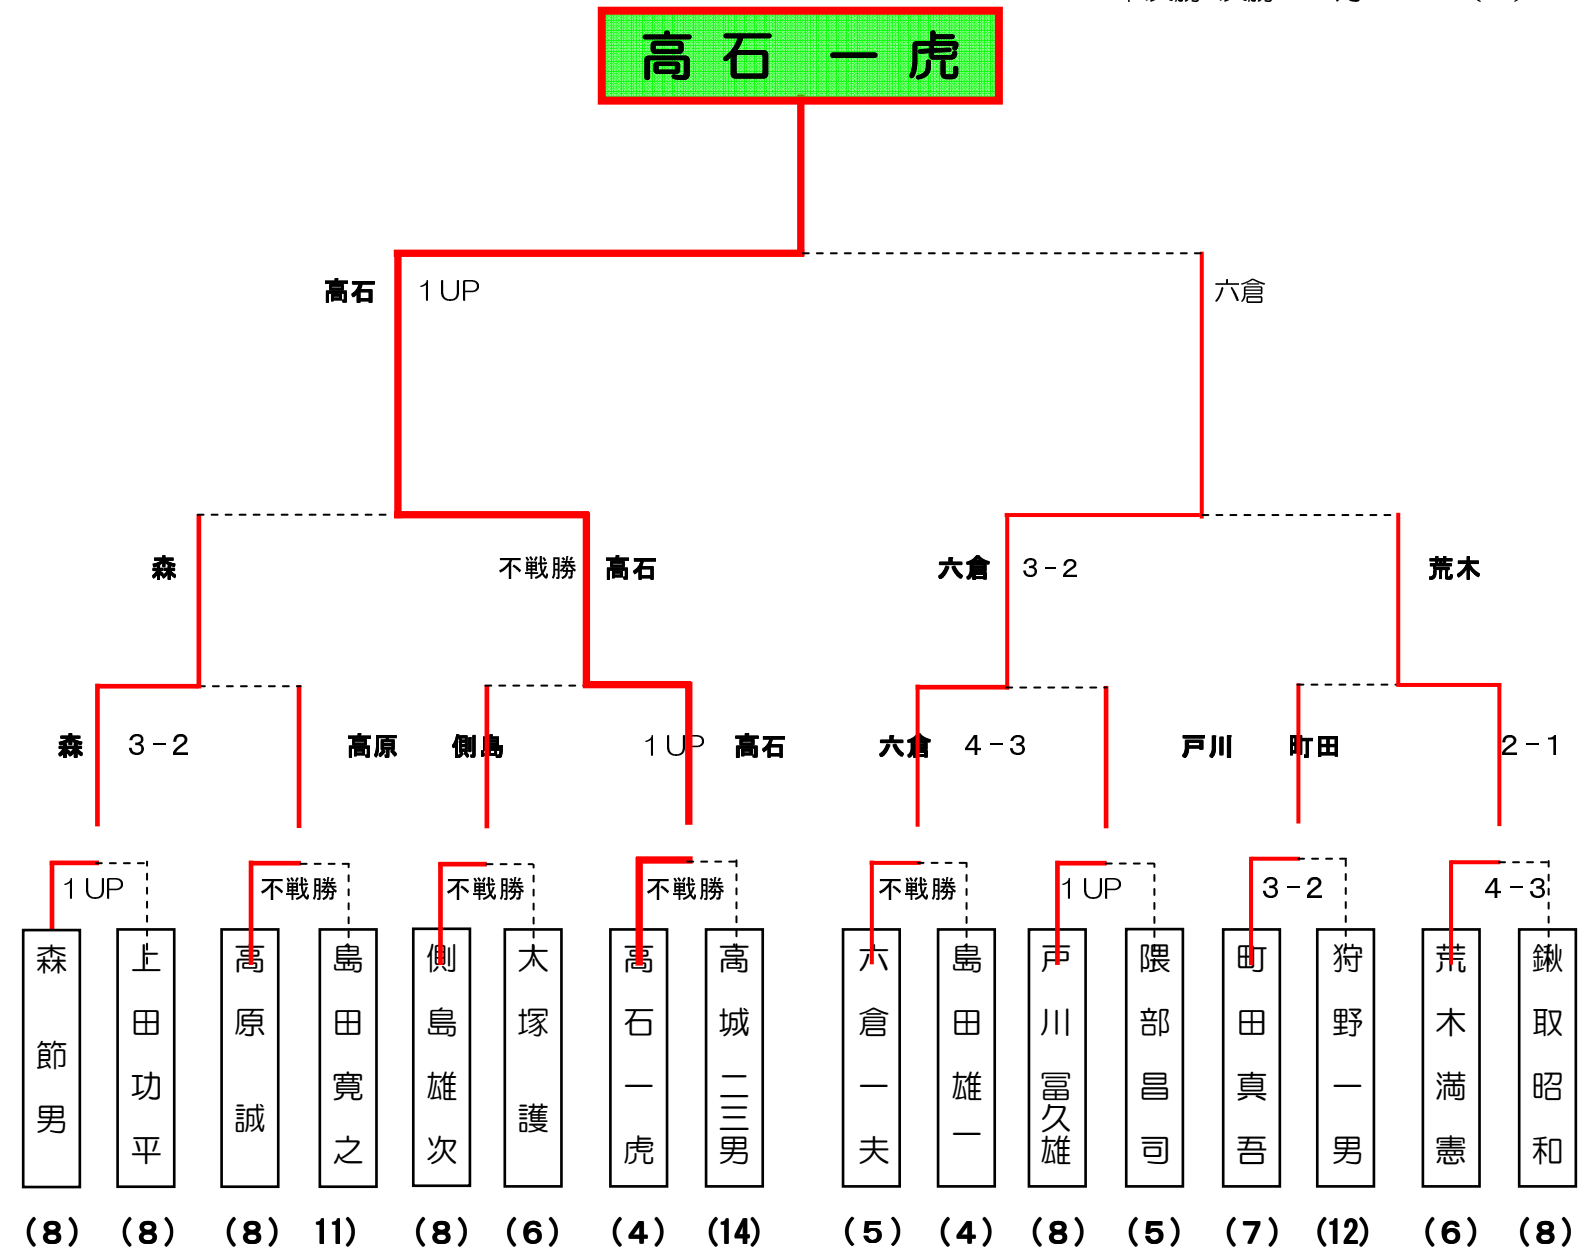 高石 一虎
高石 1UP 六倉
森 不戦勝 高石 六倉 3-2 荒木
森 3-2 高原 側島 1UP 高石 六倉 4-3 戸川 町田 2-1
1UP 不戦勝 不戦勝 不戦勝 不戦勝 1UP 3-2 4-3
森 節男
上田功平
高原 誠
島田寛之
側島雄次
大塚 護
高石一虎
高城二三男
六倉一夫
島田雄一
戸川冨久雄
隈部昌司
町田真吾
狩野一男
荒木満憲
鍬取昭和
(8) (8) (8) 11) (8) (6) (4) (14) (5) (4) (8) (5) (7) (12) (6) (8)